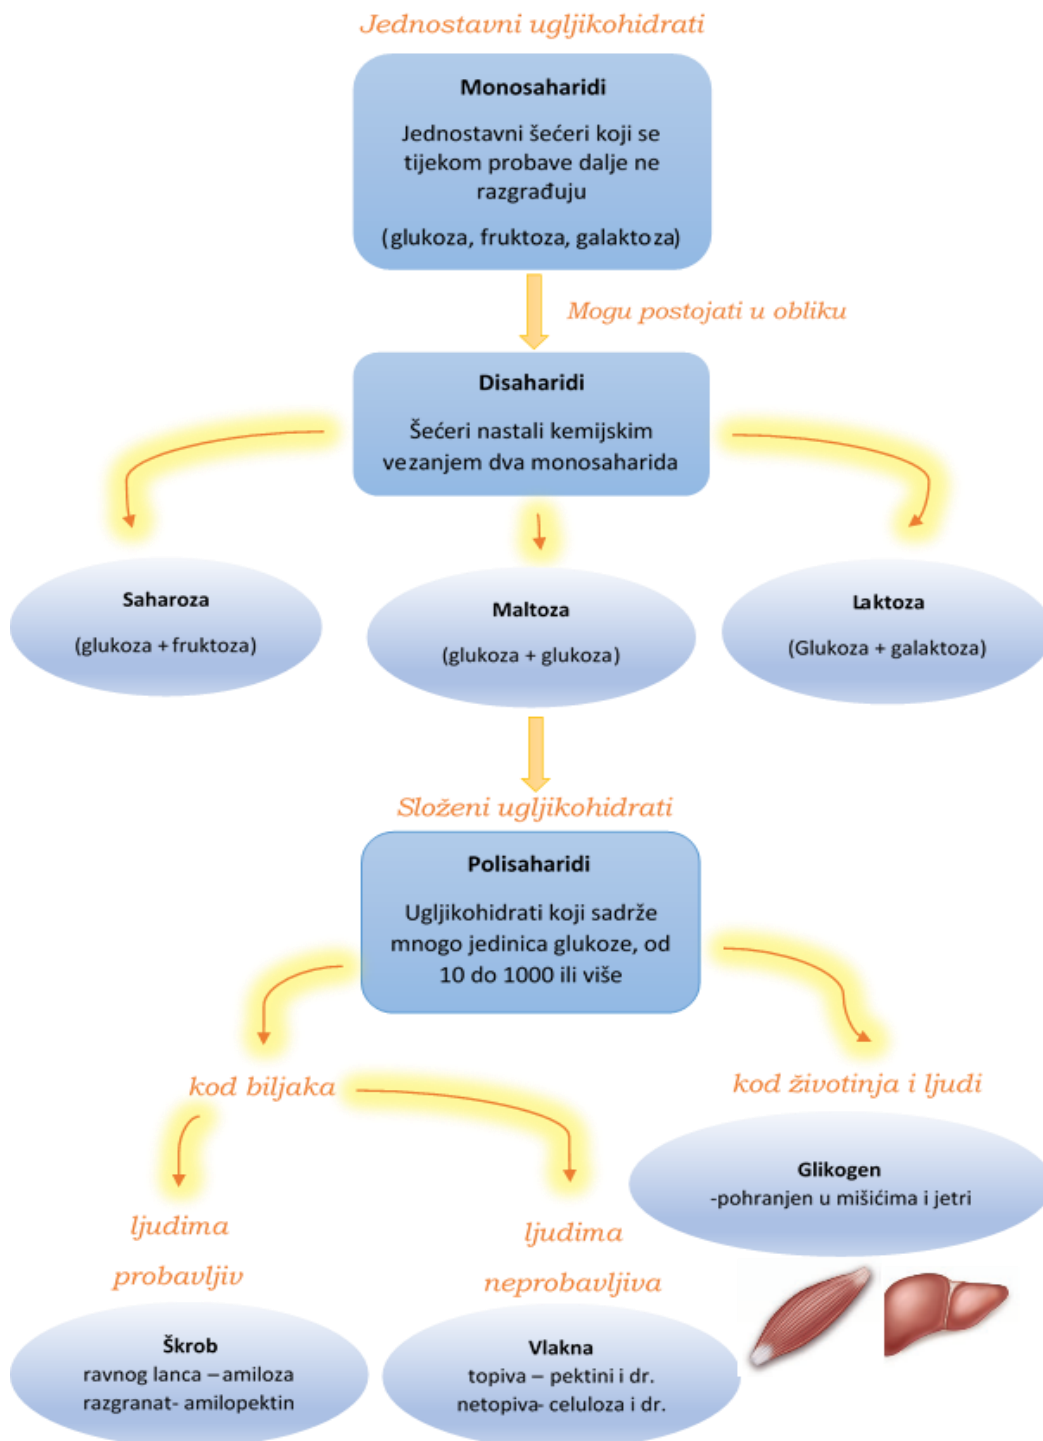 Jednostavni ugljikohidrati
Monosaharidi
Jednostavni šećeri koji se
tijekom probave dalje ne
razgrađuju
(glukoza, fruktoza, galaktoza)
Mogu postojati u obliku
Disaharidi
Šećeri nastali kemijskim
vezanjem dva monosaharida
Saharoza
(glukoza + fruktoza)
Maltoza
(glukoza + glukoza)
Laktoza
(Glukoza + galaktoza)
Složeni ugljikohidrati
Polisaharidi
Ugljikohidrati koji sadrže
mnogo jedinica glukoze, od
10 do 1000 ili više
kod biljaka
kod životinja i ljudi
Glikogen
-pohranjen u mišićima i jetri
ljudima
probavljiv
ljudima
neprobavljiva
Škrob
ravnog lanca – amiloza
razgranat- amilopektin
Vlakna
topiva – pektini i dr.
netopiva- celuloza i dr.